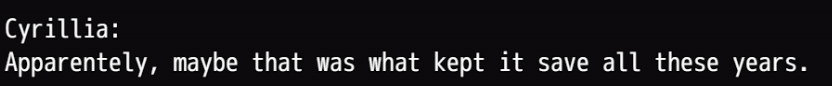 Cyrillia:
Apparentely, maybe that was what kept it save all these years.